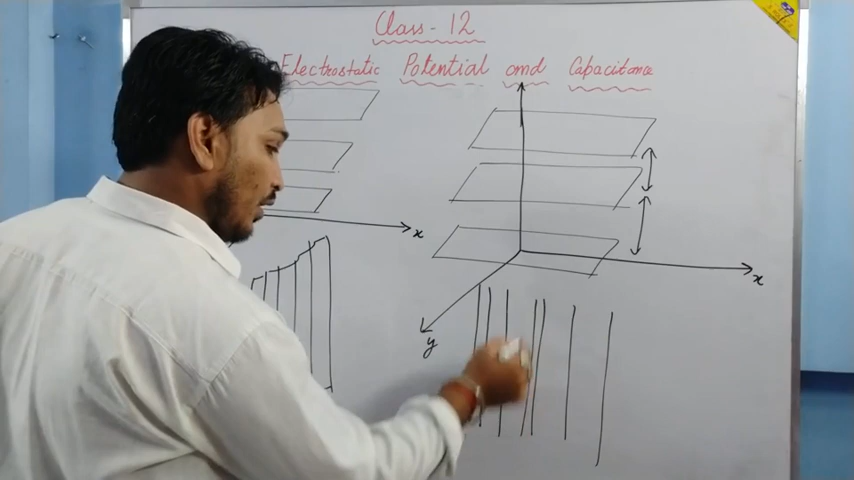 Class - 12
Electrostatic Potential and Capacitance
x
x
y